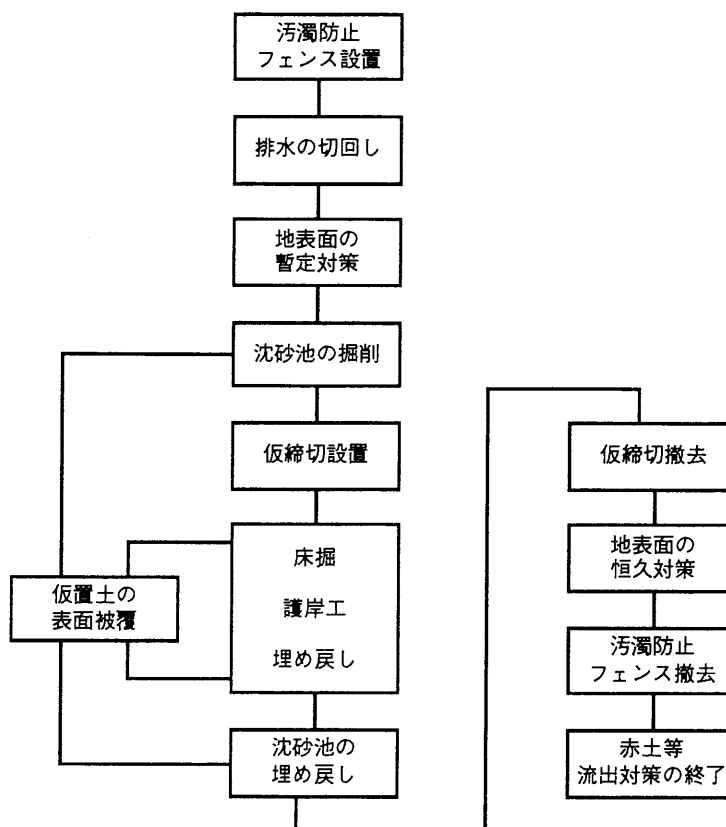 汚濁防止
フェンス設置
排水の切回し
地表面の
暫定対策
沈砂池の掘削
仮締切設置
床掘
護岸工
埋め戻し
仮置土の
表面被覆
沈砂池の
埋め戻し
仮締切撤去
地表面の
恒久対策
汚濁防止
フェンス撤去
赤土等
流出対策の終了